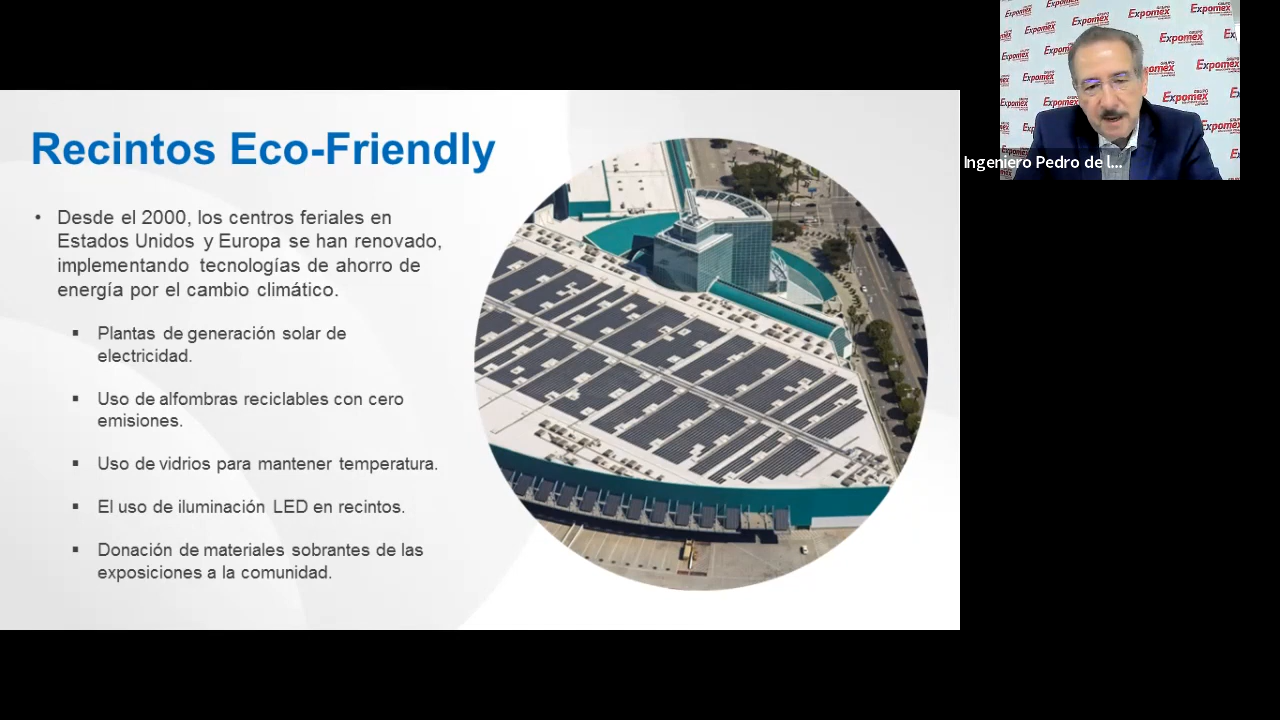 Recintos Eco-Friendly
• Desde el 2000, los centros feriales en
Estados Unidos y Europa se han renovado,
implementando tecnologías de ahorro de
energía por el cambio climático.
▪ Plantas de generación solar de
electricidad.
▪ Uso de alfombras reciclables con cero
emisiones.
▪ Uso de vidrios para mantener temperatura.
▪ El uso de iluminación LED en recintos.
▪ Donación de materiales sobrantes de las
exposiciones a la comunidad.
GRUPO
Expomex
Ingeniero Pedro de l...